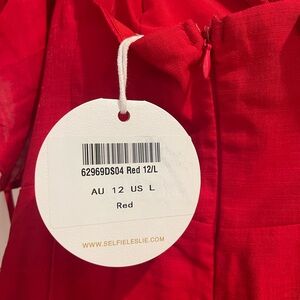 62969DS04 Red 12/L
AU 12 US L
Red
WWW.SELFIELESLIE.COM